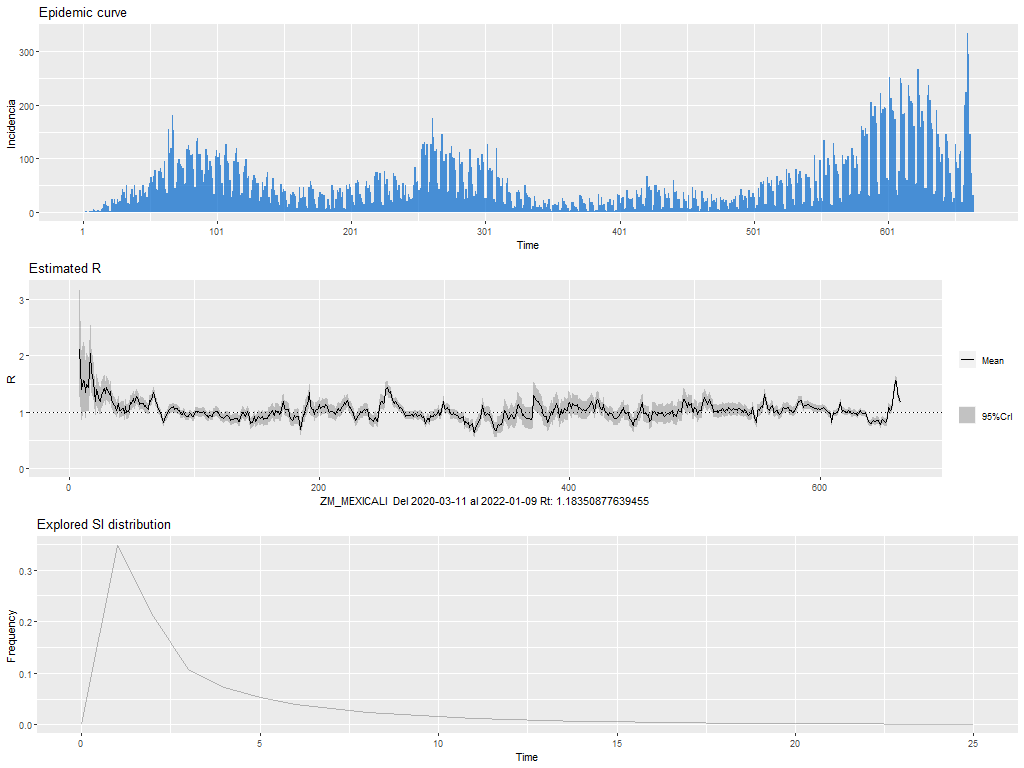 Epidemic curve
300
200
100
0
Incidencia
1 101 201 301 401 501 601
Time
Estimated R
3
2
1
0
R
Mean
95%CrI
0 200 400 600
ZM_MEXICALI Del 2020-03-11 al 2022-01-09 Rt: 1.18350877639455
Explored SI distribution
0.3
0.2
0.1
0.0
Frequency
0 5 10 15 20 25
Time